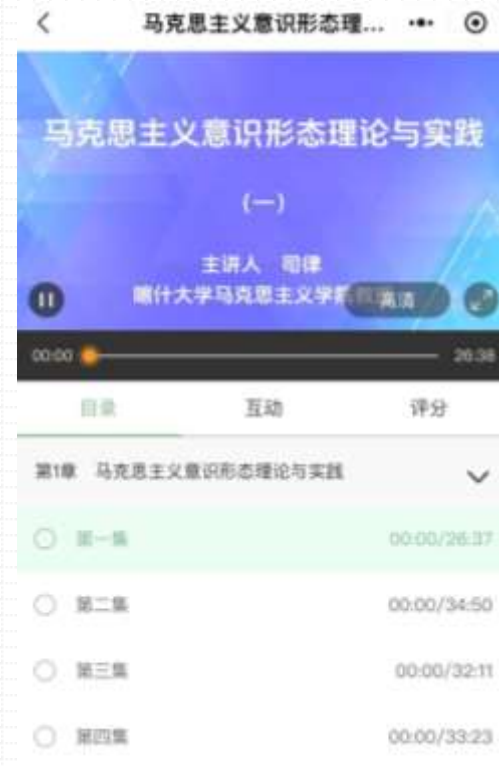 马克思主义意识形态理...
马克思主义意识形态理论与实践
(一)
主讲人 司律
喀什大学马克思主义学院
高清
00:00 26:38
目录 互动 评分
第1章 马克思主义意识形态理论与实践
第一集 00:00/26:37
第二集 00:00/34:50
第三集 00:00/32:11
第四集 00:00/33:23